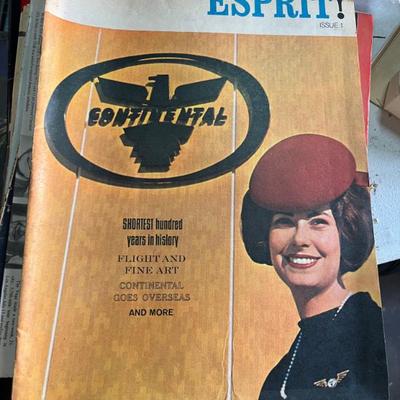 ESPRIT!
ISSUE 1
CONTINENTAL
SHORTEST hundred
years in history
FLIGHT AND
FINE ART
CONTINENTAL
GOES OVERSEAS
AND MORE